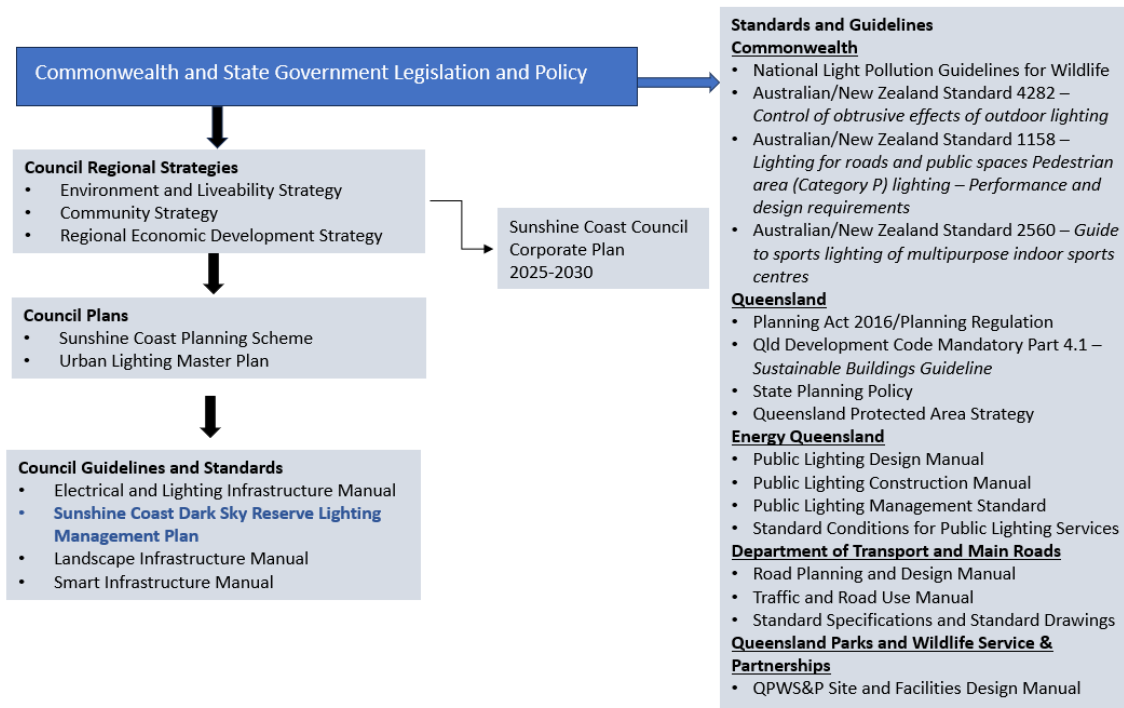 Commonwealth and State Government Legislation and Policy
Council Regional Strategies
• Environment and Liveability Strategy
• Community Strategy
• Regional Economic Development Strategy
Sunshine Coast Council
Corporate Plan
2025-2030
Council Plans
• Sunshine Coast Planning Scheme
• Urban Lighting Master Plan
Council Guidelines and Standards
• Electrical and Lighting Infrastructure Manual
• Sunshine Coast Dark Sky Reserve Lighting
Management Plan
• Landscape Infrastructure Manual
• Smart Infrastructure Manual
Standards and Guidelines
Commonwealth
• National Light Pollution Guidelines for Wildlife
• Australian/New Zealand Standard 4282 –
Control of obtrusive effects of outdoor lighting
• Australian/New Zealand Standard 1158 –
Lighting for roads and public spaces Pedestrian
area (Category P) lighting – Performance and
design requirements
• Australian/New Zealand Standard 2560 – Guide
to sports lighting of multipurpose indoor sports
centres
Queensland
• Planning Act 2016/Planning Regulation
• Qld Development Code Mandatory Part 4.1 –
Sustainable Buildings Guideline
• State Planning Policy
• Queensland Protected Area Strategy
Energy Queensland
• Public Lighting Design Manual
• Public Lighting Construction Manual
• Public Lighting Management Standard
• Standard Conditions for Public Lighting Services
Department of Transport and Main Roads
• Road Planning and Design Manual
• Traffic and Road Use Manual
• Standard Specifications and Standard Drawings
Queensland Parks and Wildlife Service &
Partnerships
• QPWS&P Site and Facilities Design Manual